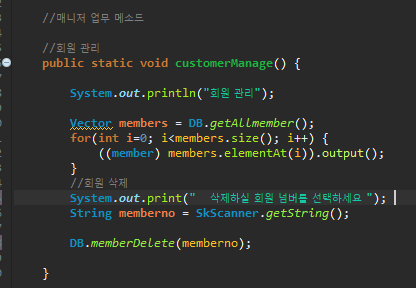 //매니저 업무 메소드
//회원 관리
public static void customerManage() {
System.out.println("회원 관리");
Vector members = DB.getAllmember();
for(int i=0; i<members.size(); i++) {
((member) members.elementAt(i)).output();
}
//회원 삭제
System.out.print("   삭제하실 회원 넘버를 선택하세요 ");
String memberno = SkScanner.getString();
DB.memberDelete(memberno);
}